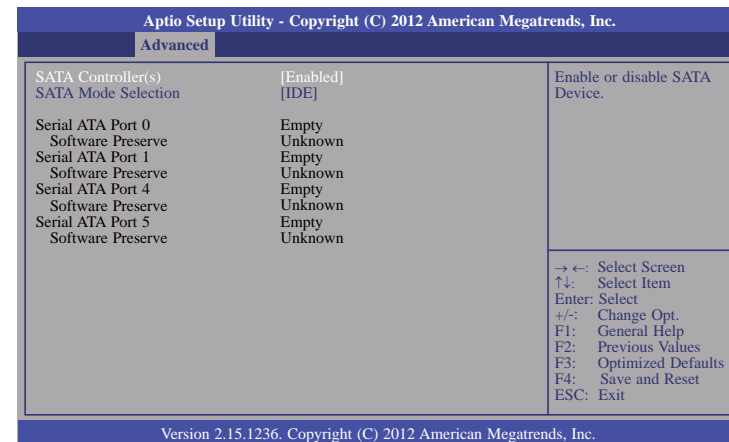 Aptio Setup Utility - Copyright (C) 2012 American Megatrends, Inc.
Advanced
SATA Controller(s) [Enabled]
SATA Mode Selection [IDE]
Serial ATA Port 0 Empty
Software Preserve Unknown
Serial ATA Port 1 Empty
Software Preserve Unknown
Serial ATA Port 4 Empty
Software Preserve Unknown
Serial ATA Port 5 Empty
Software Preserve Unknown
Enable or disable SATA
Device.
→ ←: Select Screen
↑↓: Select Item
Enter: Select
+/-: Change Opt.
F1: General Help
F2: Previous Values
F3: Optimized Defaults
F4: Save and Reset
ESC: Exit
Version 2.15.1236. Copyright (C) 2012 American Megatrends, Inc.